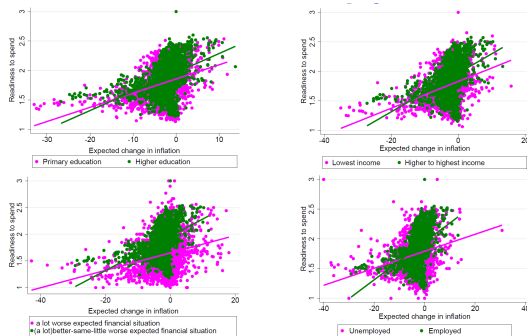 3
2.5
2
1.5
1
Readiness to spend
-30 -20 -10 0 10
Expected change in inflation
Primary education Higher education
3
2.5
2
1.5
1
Readiness to spend
-40 -20 0 20
Expected change in inflation
Lowest income Higher to highest income
3
2.5
2
1.5
1
Readiness to spend
-40 -20 0 20
Expected change in inflation
a lot worse expected financial situation
(a lot)better-same-little worse expected financial situation
3
2.5
2
1.5
1
Readiness to spend
-40 -20 0 20 40
Expected change in inflation
Unemployed Employed